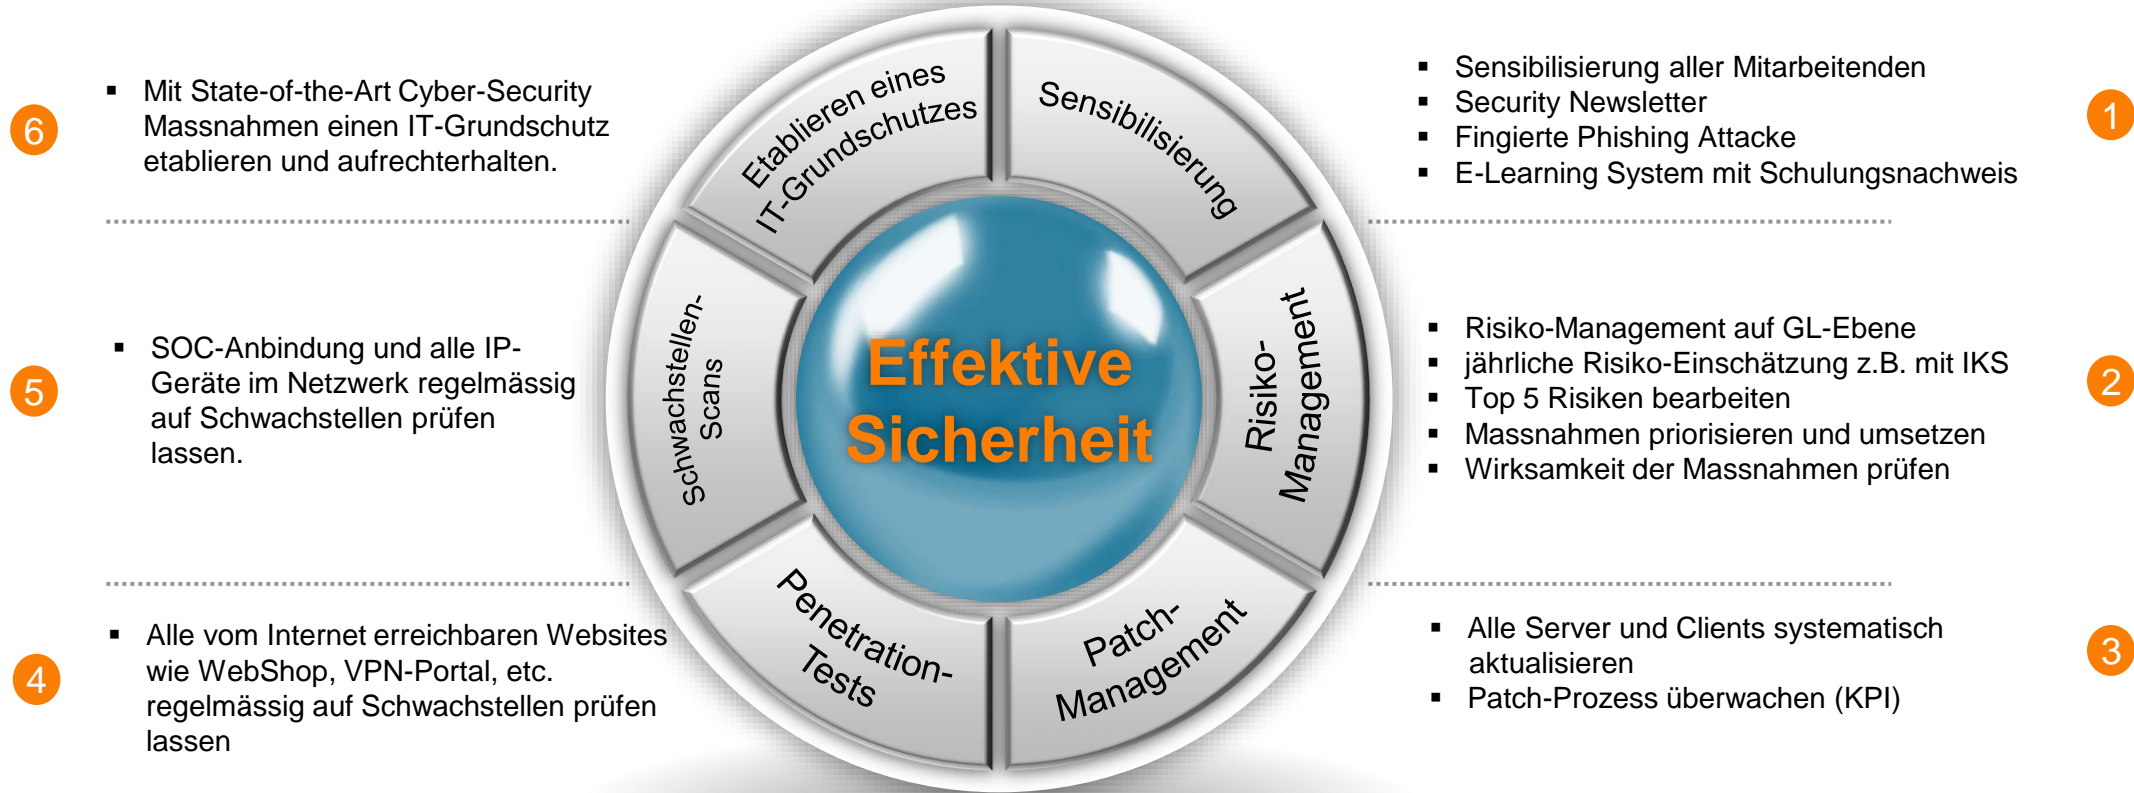 6
▪ Mit State-of-the-Art Cyber-Security
Massnahmen einen IT-Grundschutz
etablieren und aufrechterhalten.
Etablieren eines
IT-Grundschutzes
Sensibilisierung
▪ Sensibilisierung aller Mitarbeitenden
▪ Security Newsletter
▪ Fingierte Phishing Attacke
▪ E-Learning System mit Schulungsnachweis
1
5
▪ SOC-Anbindung und alle IP-
Geräte im Netzwerk regelmässig
auf Schwachstellen prüfen
lassen.
Schwachstellen-
Scans
Effektive
Sicherheit
Risiko-
Management
▪ Risiko-Management auf GL-Ebene
▪ jährliche Risiko-Einschätzung z.B. mit IKS
▪ Top 5 Risiken bearbeiten
▪ Massnahmen priorisieren und umsetzen
▪ Wirksamkeit der Massnahmen prüfen
2
4
▪ Alle vom Internet erreichbaren Websites
wie WebShop, VPN-Portal, etc.
regelmässig auf Schwachstellen prüfen
lassen
Penetration-
Tests
Patch-
Management
▪ Alle Server und Clients systematisch
aktualisieren
▪ Patch-Prozess überwachen (KPI)
3